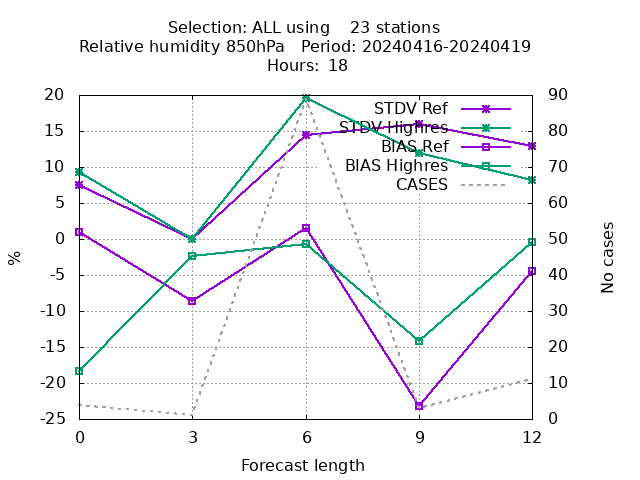 Selection: ALL using    23 stations
Relative humidity 850hPa   Period: 20240416-20240419
Hours: 18
20
15
10
5
0
-5
-10
-15
-20
-25
%
STDV Ref
STDV Highres
BIAS Ref
BIAS Highres
CASES
90
80
70
60
50
40
30
20
10
0
No cases
0 3 6 9 12
Forecast length